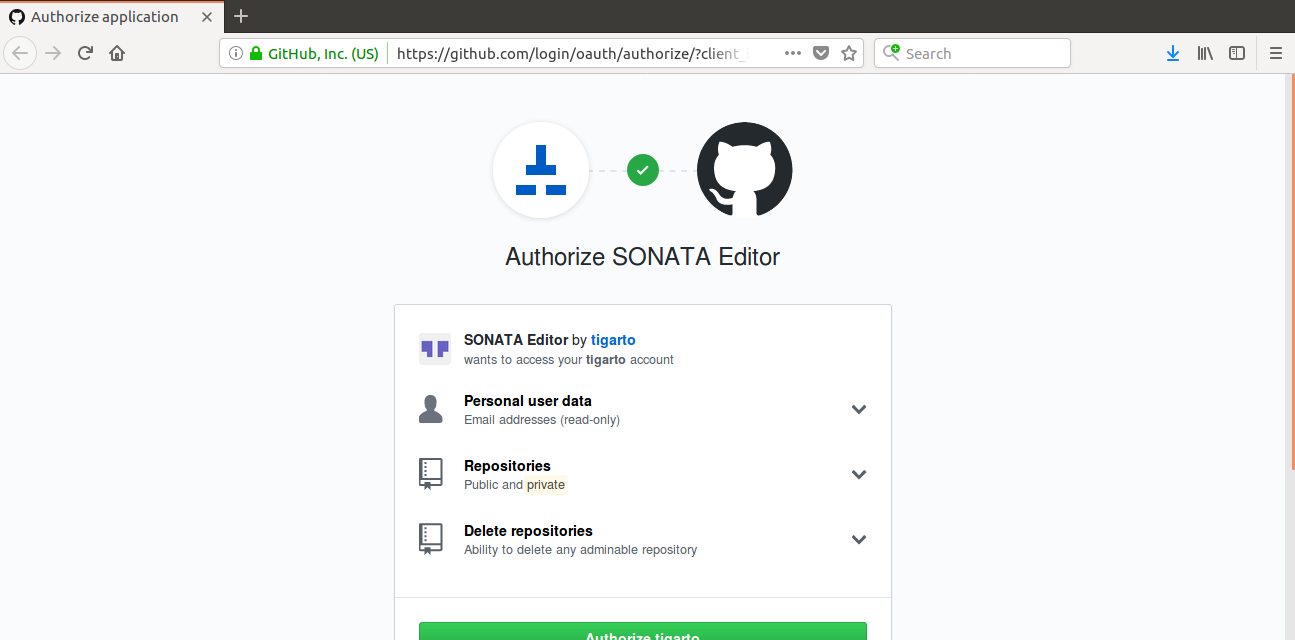 Authorize application
GitHub, Inc. (US)
https://github.com/login/oauth/authorize/?client_
Search
Authorize SONATA Editor
SONATA Editor by tigarto
wants to access your tigarto account
Personal user data
Email addresses (read-only)
Repositories
Public and private
Delete repositories
Ability to delete any adminable repository
Authorize tigarto